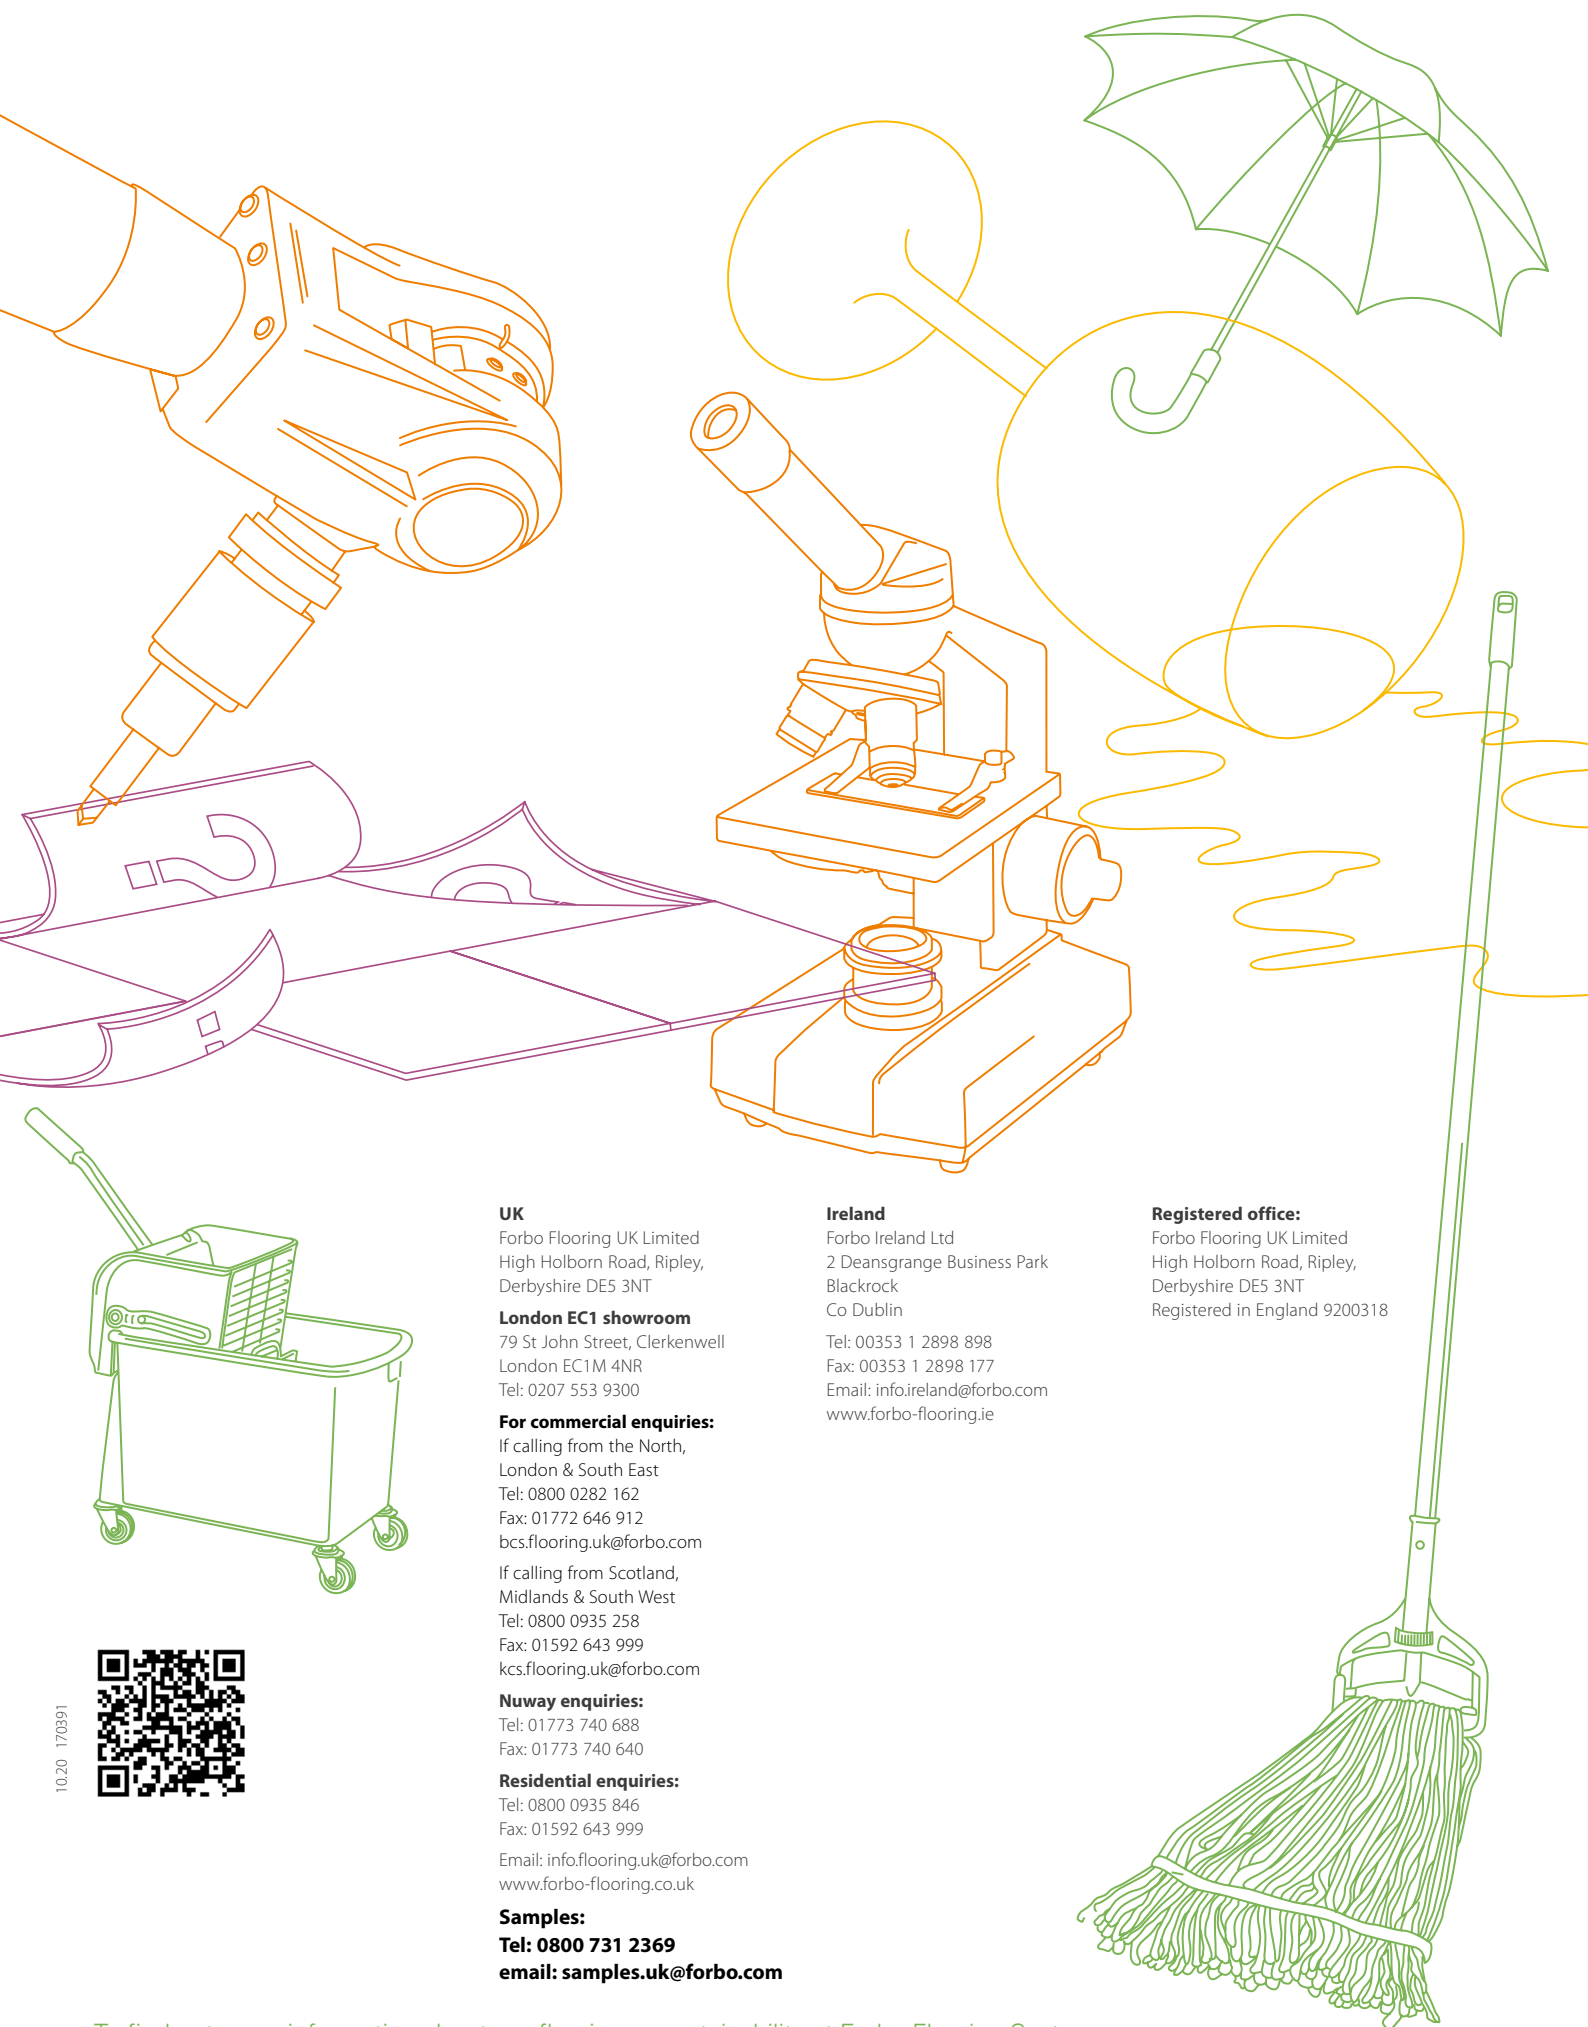 UK
Forbo Flooring UK Limited
High Holborn Road, Ripley,
Derbyshire DE5 3NT
London EC1 showroom
79 St John Street, Clerkenwell
London EC1M 4NR
Tel: 0207 553 9300
For commercial enquiries:
If calling from the North,
London & South East
Tel: 0800 0282 162
Fax: 01772 646 912
bcs.flooring.uk@forbo.com
If calling from Scotland,
Midlands & South West
Tel: 0800 0935 258
Fax: 01592 643 999
kcs.flooring.uk@forbo.com
Nuway enquiries:
Tel: 01773 740 688
Fax: 01773 740 640
Residential enquiries:
Tel: 0800 0935 846
Fax: 01592 643 999
Email: info.flooring.uk@forbo.com
www.forbo-flooring.co.uk
Samples:
Tel: 0800 731 2369
email: samples.uk@forbo.com
Ireland
Forbo Ireland Ltd
2 Deansgrange Business Park
Blackrock
Co Dublin
Tel: 00353 1 2898 898
Fax: 00353 1 2898 177
Email: info.ireland@forbo.com
www.forbo-flooring.ie
Registered office:
Forbo Flooring UK Limited
High Holborn Road, Ripley,
Derbyshire DE5 3NT
Registered in England 9200318
10.20 170391